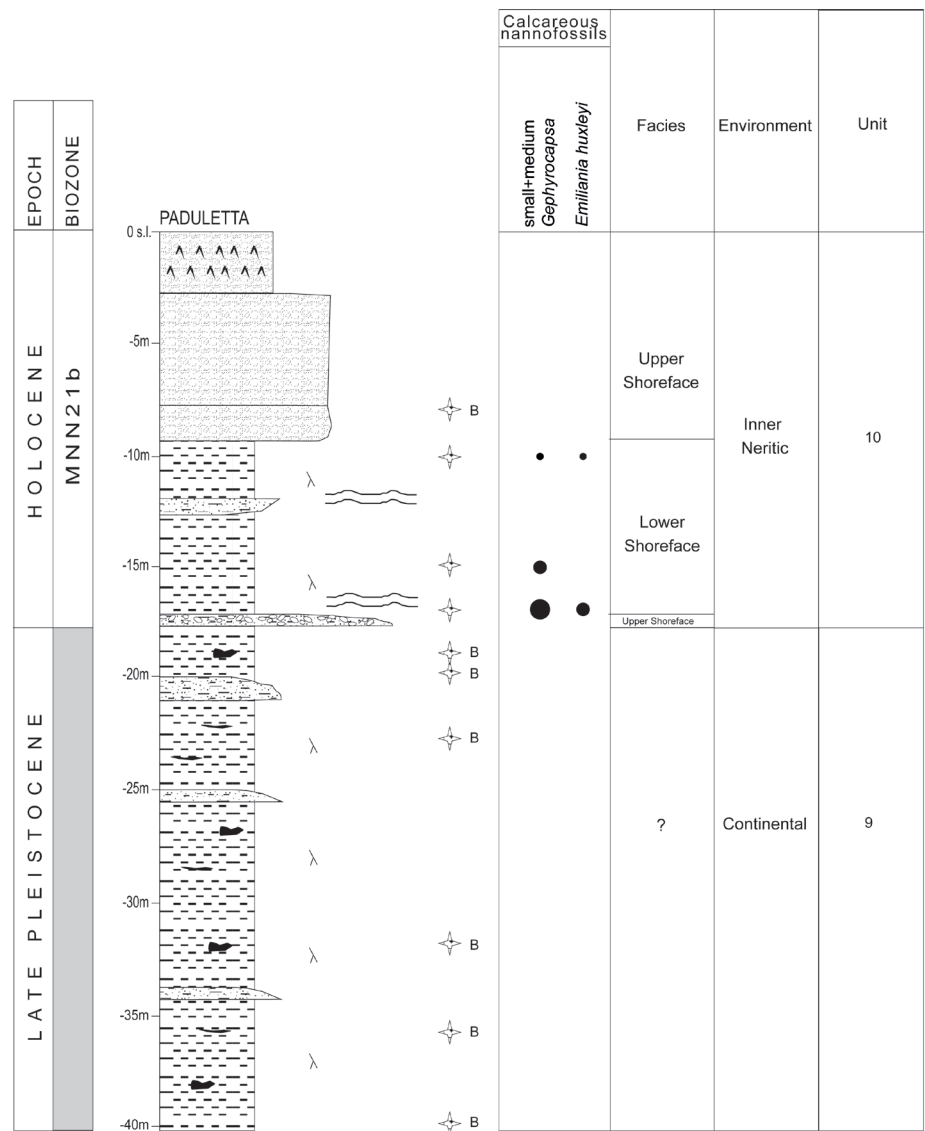 Calcareous
nannofossils
EPOCH
BIOZONE
small+medium
Gephyrocapsa
Emiliania huxleyi
Facies
Environment
Unit
PADULETTA
0 s.l.
HOLOCENE
MNN21b
-5m
Upper
Shoreface
B
Inner
Neritic
10
-10m
Lower
Shoreface
-15m
Upper Shoreface
B
-20m
B
LATE PLEISTOCENE
B
-25m
?
Continental
9
-30m
B
-35m
B
-40m
B